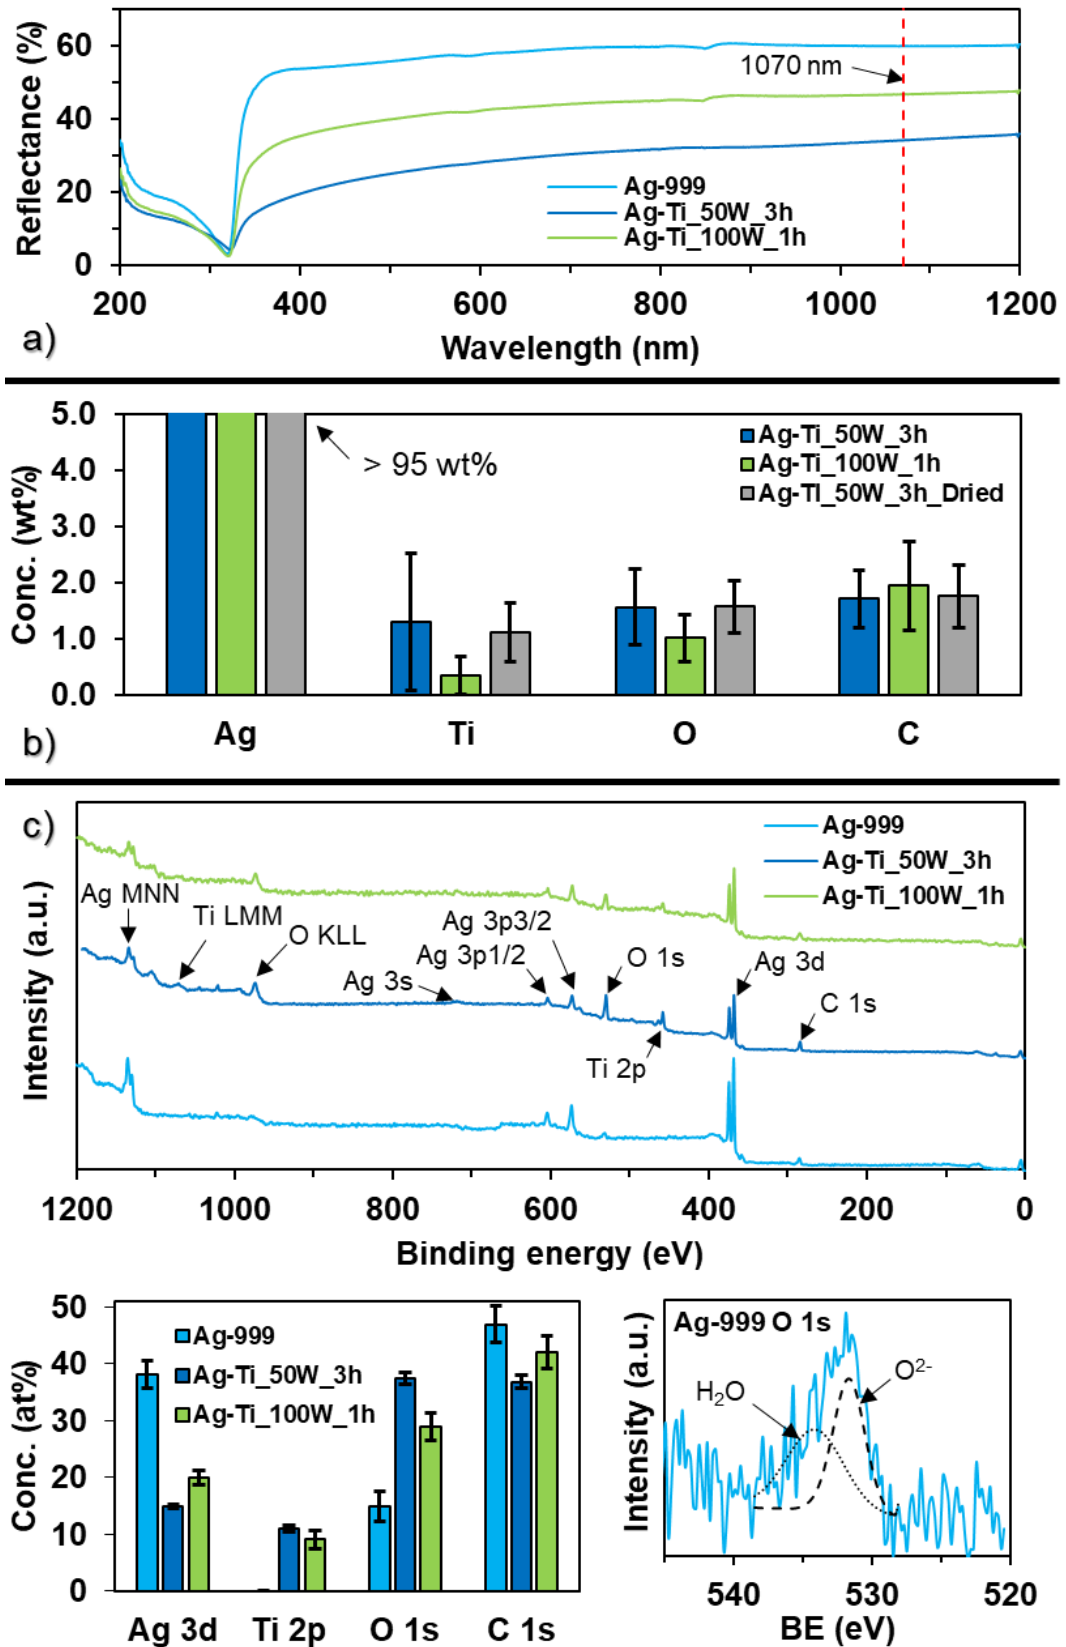 Reflectance (%)
60
40
20
0
1070 nm
Ag-999
Ag-Ti_50W_3h
Ag-Ti_100W_1h
200 400 600 800 1000 1200
Wavelength (nm)
a)
Conc. (wt%)
5.0
4.0
3.0
2.0
1.0
0.0
> 95 wt%
Ag-Ti_50W_3h
Ag-Ti_100W_1h
Ag-TI_50W_3h_Dried
Ag Ti O C
b)
c)
Intensity (a.u.)
Ag-999
Ag-Ti_50W_3h
Ag-Ti_100W_1h
Ag MNN
Ti LMM
O KLL
Ag 3s
Ag 3p3/2
Ag 3p1/2
O 1s
Ti 2p
Ag 3d
C 1s
1200 1000 800 600 400 200 0
Binding energy (eV)
Conc. (at%)
50
40
30
20
10
0
Ag-999
Ag-Ti_50W_3h
Ag-Ti_100W_1h
Ag 3d Ti 2p O 1s C 1s
Intensity (a.u.)
Ag-999 O 1s
H₂O
O²⁻
540 530 520
BE (eV)